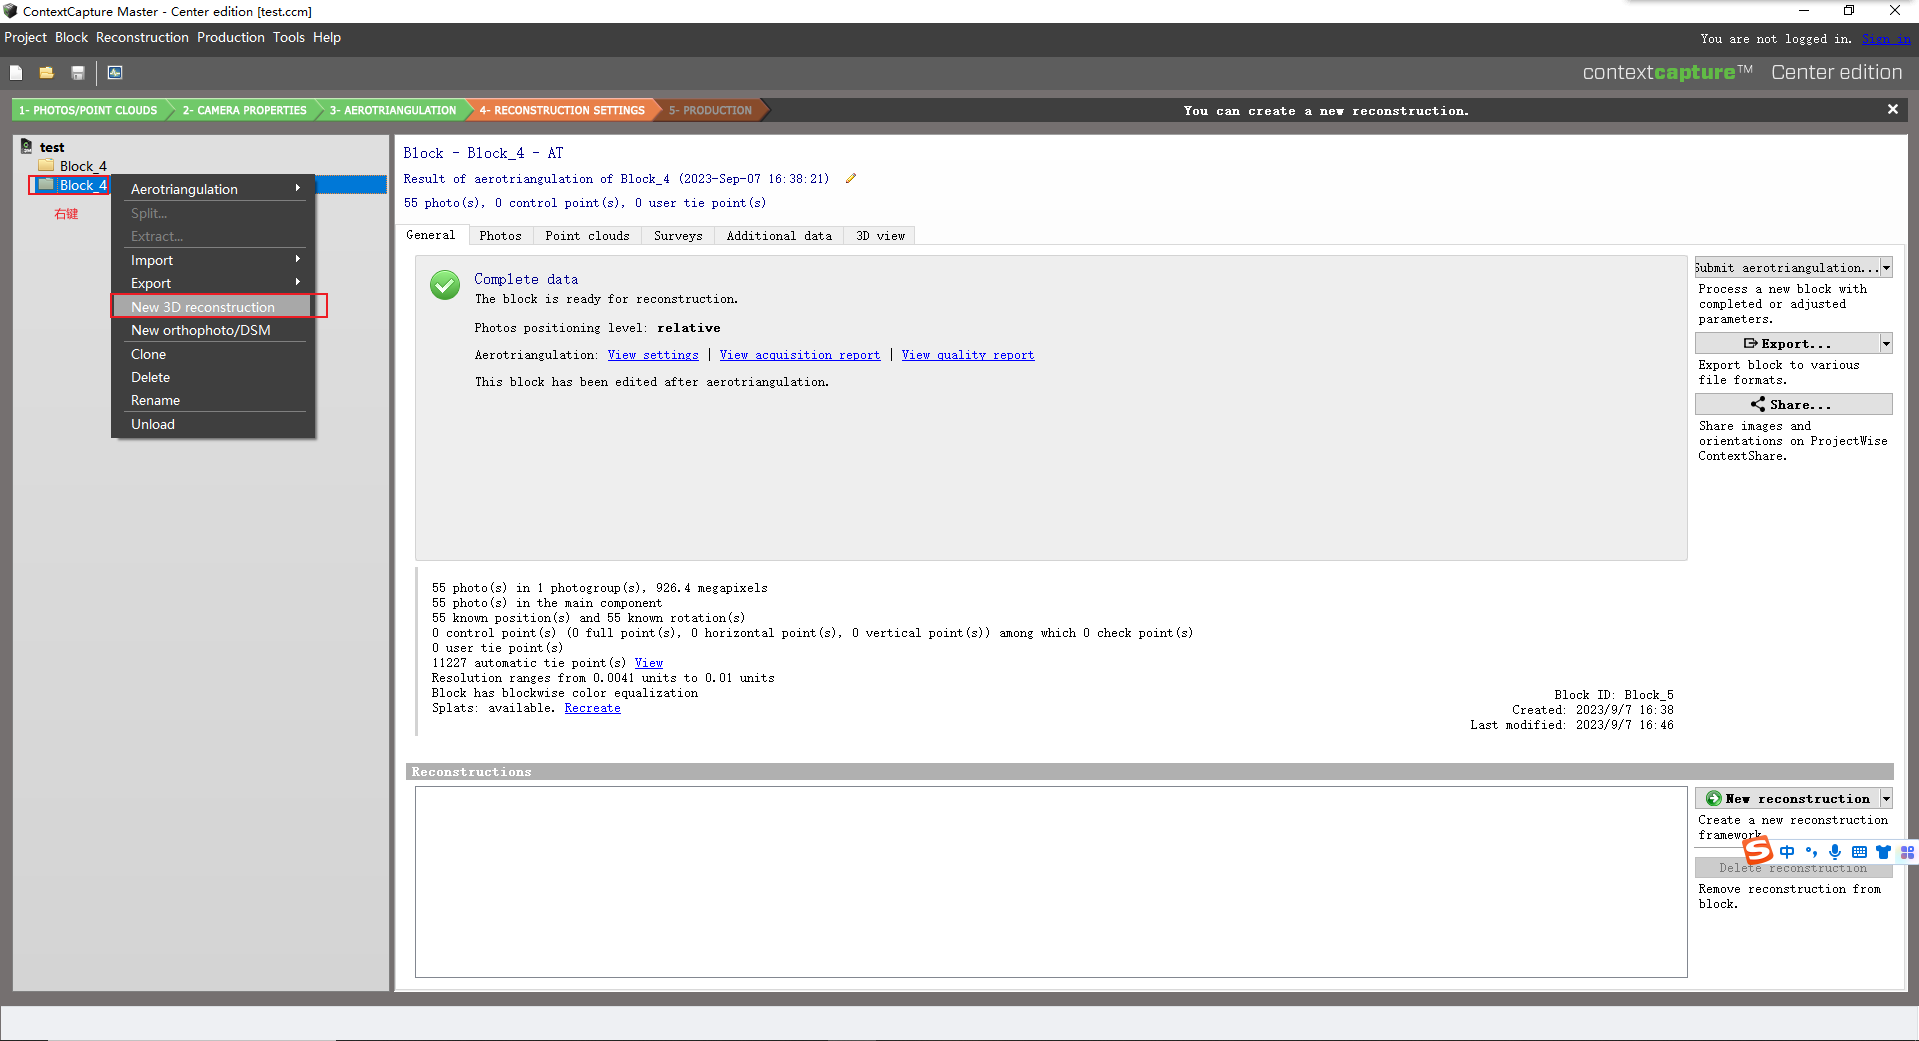 ContextCapture Master - Center edition [test.ccm]
Project Block Reconstruction Production Tools Help
You are not logged in. Sign in
contextcapture™ Center edition
1- PHOTOS/POINT CLOUDS 2- CAMERA PROPERTIES 3- AEROTRIANGULATION 4- RECONSTRUCTION SETTINGS 5- PRODUCTION
You can create a new reconstruction.
test
Block_4
Block_4
右键
Aerotriangulation
Split...
Extract...
Import
Export
New 3D reconstruction
New orthophoto/DSM
Clone
Delete
Rename
Unload
Block - Block_4 - AT
Result of aerotriangulation of Block_4 (2023-Sep-07 16:38:21)
55 photo(s), 0 control point(s), 0 user tie point(s)
General Photos Point clouds Surveys Additional data 3D view
Complete data
The block is ready for reconstruction.
Photos positioning level: relative
Aerotriangulation: View settings | View acquisition report | View quality report
This block has been edited after aerotriangulation.
Submit aerotriangulation...
Process a new block with
completed or adjusted
parameters.
Export...
Export block to various
file formats.
Share...
Share images and
orientations on ProjectWise
ContextShare.
55 photo(s) in 1 photogroup(s), 926.4 megapixels
55 photo(s) in the main component
55 known position(s) and 55 known rotation(s)
0 control point(s) (0 full point(s), 0 horizontal point(s), 0 vertical point(s)) among which 0 check point(s)
0 user tie point(s)
11227 automatic tie point(s) View
Resolution ranges from 0.0041 units to 0.01 units
Block has blockwise color equalization
Splats: available. Recreate
Block ID: Block_5
Created: 2023/9/7 16:38
Last modified: 2023/9/7 16:46
Reconstructions
New reconstruction
Create a new reconstruction
framework.
中
Delete reconstruction
Remove reconstruction from
block.